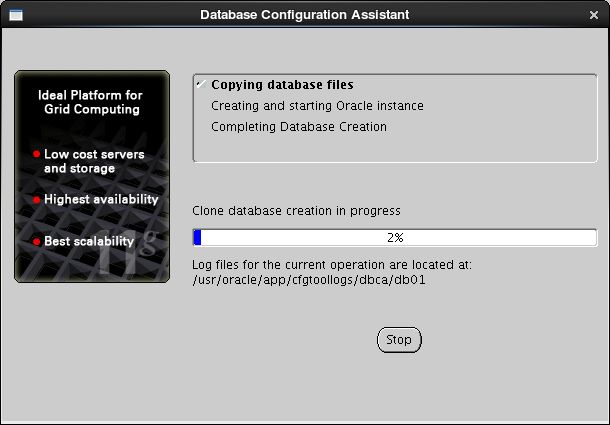 Database Configuration Assistant
Ideal Platform for
Grid Computing
Low cost servers
and storage
Highest availability
Best scalability
11g
Copying database files
Creating and starting Oracle instance
Completing Database Creation
Clone database creation in progress
2%
Log files for the current operation are located at:
/usr/oracle/app/cfgtoollogs/dbca/db01
Stop